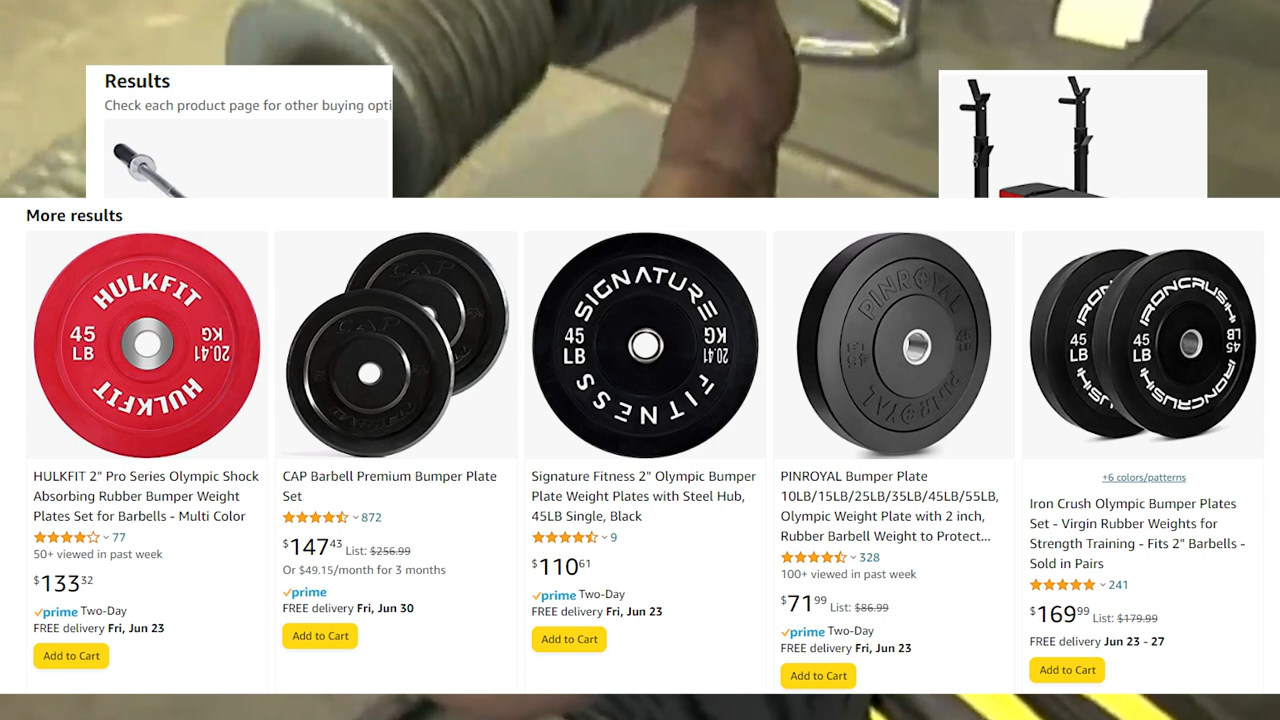 Results
Check each product page for other buying opti
More results
HULKFIT
45
LB
20.41
KG
HULKFIT
CAP
CAP
SIGNATURE
45
LB
20.41
KG
FITNESS
PINROYAL
PINROYAL
IRON
45
LB
IRONCRUSH
45
LB
45
LB
IRONCRUSH
HULKFIT 2" Pro Series Olympic Shock
Absorbing Rubber Bumper Weight
Plates Set for Barbells - Multi Color
77
50+ viewed in past week
$133 32
prime Two-Day
FREE delivery Fri, Jun 23
Add to Cart
CAP Barbell Premium Bumper Plate
Set
872
$147 43 List: $256.99
Or $49.15/month for 3 months
prime
FREE delivery Fri, Jun 30
Add to Cart
Signature Fitness 2" Olympic Bumper
Plate Weight Plates with Steel Hub,
45LB Single, Black
9
$110 61
prime Two-Day
FREE delivery Fri, Jun 23
Add to Cart
PINROYAL Bumper Plate
10LB/15LB/25LB/35LB/45LB/55LB,
Olympic Weight Plate with 2 inch,
Rubber Barbell Weight to Protect...
328
100+ viewed in past week
$71 99 List: $86.99
prime Two-Day
FREE delivery Fri, Jun 23
Add to Cart
+6 colors/patterns
Iron Crush Olympic Bumper Plates
Set - Virgin Rubber Weights for
Strength Training - Fits 2" Barbells -
Sold in Pairs
241
$169 99 List: $179.99
FREE delivery Jun 23 - 27
Add to Cart